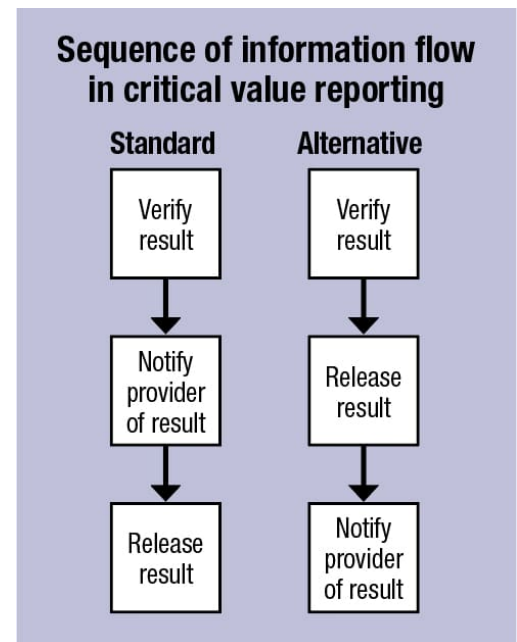 Sequence of information flow
in critical value reporting
Standard
Alternative
Verify
result
Notify
provider
of result
Release
result
Verify
result
Release
result
Notify
provider
of result